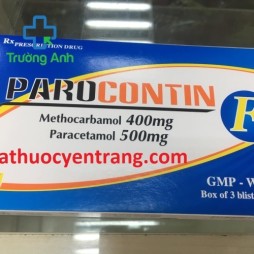 Rx PRESCRIPTION DRUG
Trường Anh
PAROCONTIN
F
Methocarbamol 400mg
Paracetamol 500mg
athuocyentrang.com
GMP - W
Box of 3 blist